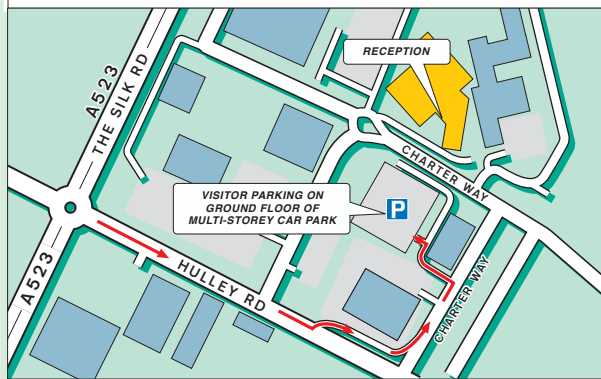 A523
THE SILK RD
RECEPTION
CHARTER WAY
VISITOR PARKING ON
GROUND FLOOR OF
MULTI-STOREY CAR PARK
P
A523
HULLEY RD
CHARTER WAY